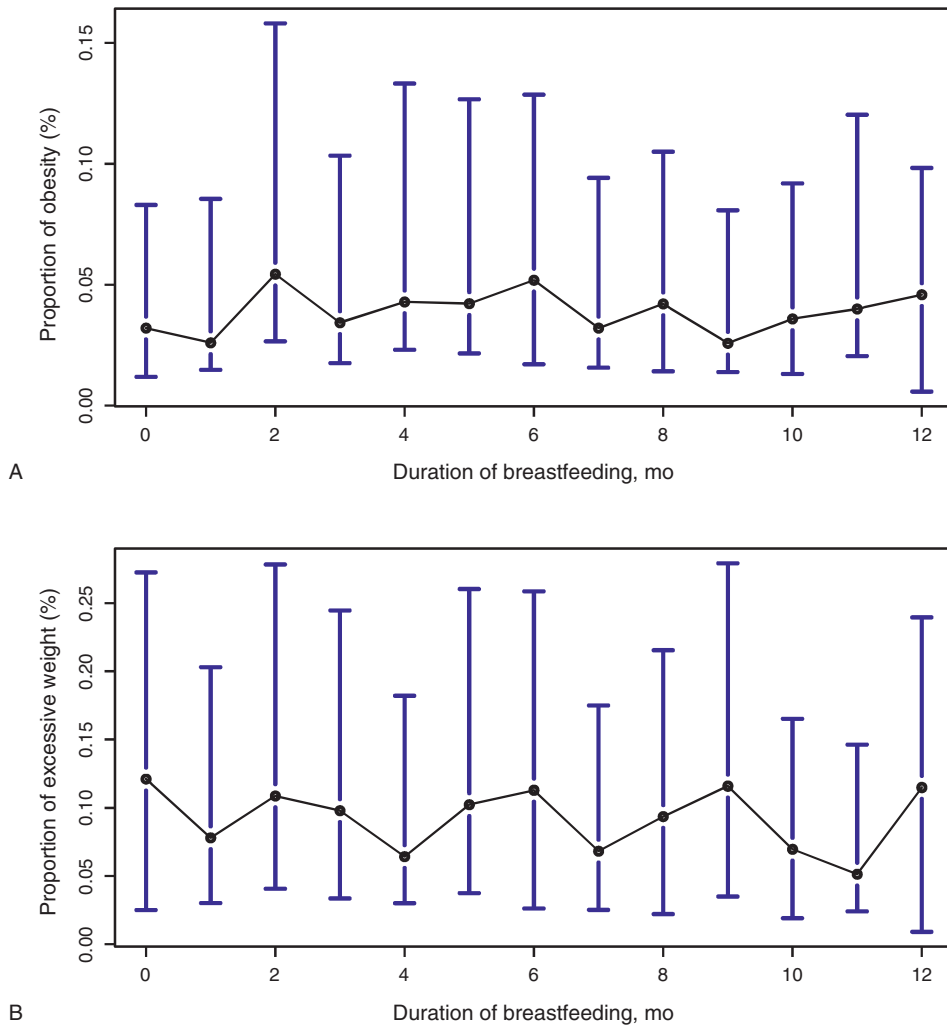 Proportion of obesity (%)
0.15
0.10
0.05
0.00
0 2 4 6 8 10 12
A
Duration of breastfeeding, mo
Proportion of excessive weight (%)
0.25
0.20
0.15
0.10
0.05
0.00
0 2 4 6 8 10 12
B
Duration of breastfeeding, mo